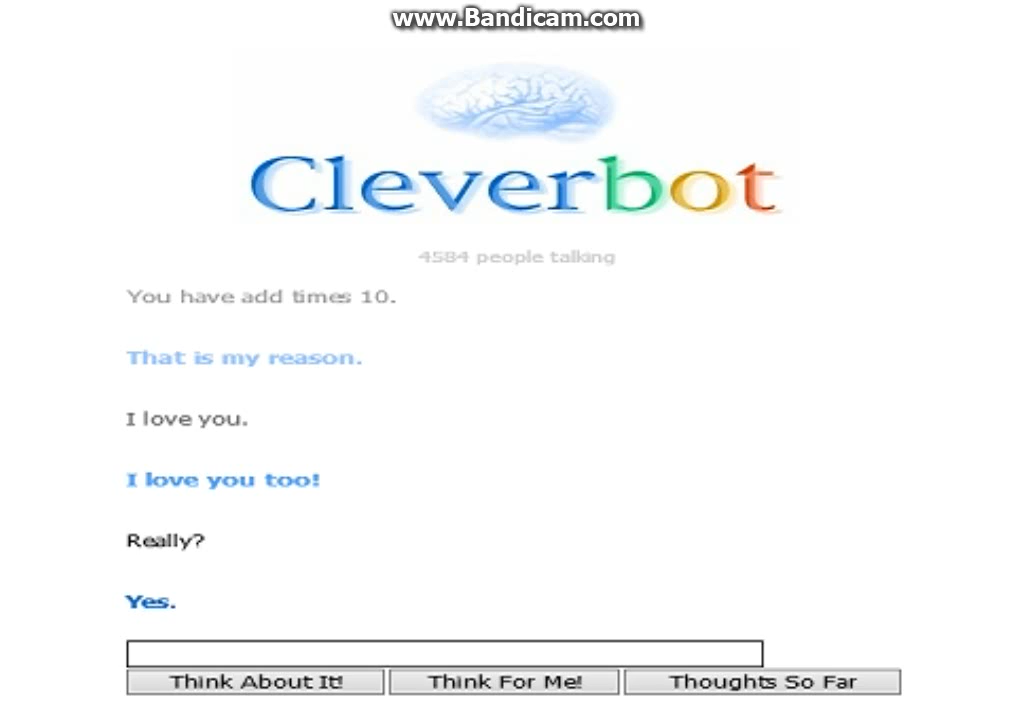 www.Bandicam.com
Cleverbot
4584 people talking
You have add times 10.
That is my reason.
I love you.
I love you too!
Really?
Yes.
Think About It! Think For Me! Thoughts So Far